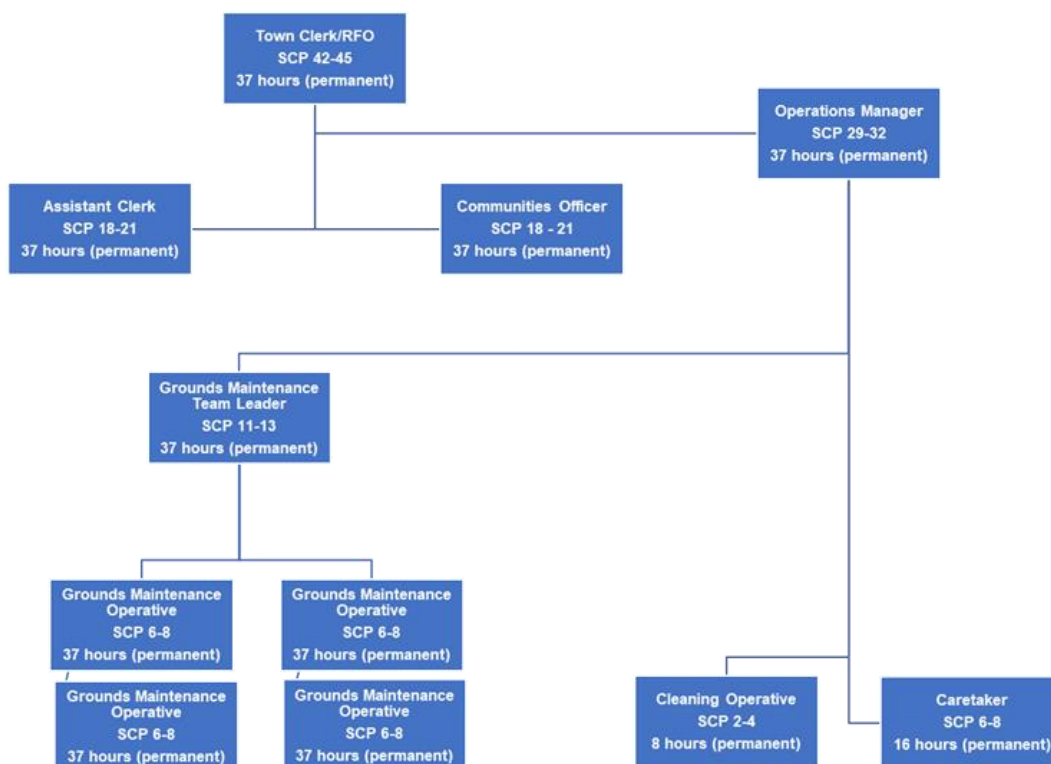 Town Clerk/RFO
SCP 42-45
37 hours (permanent)
Operations Manager
SCP 29-32
37 hours (permanent)
Assistant Clerk
SCP 18-21
37 hours (permanent)
Communities Officer
SCP 18 - 21
37 hours (permanent)
Grounds Maintenance
Team Leader
SCP 11-13
37 hours (permanent)
Grounds Maintenance
Operative
SCP 6-8
37 hours (permanent)
Grounds Maintenance
Operative
SCP 6-8
37 hours (permanent)
Grounds Maintenance
Operative
SCP 6-8
37 hours (permanent)
Grounds Maintenance
Operative
SCP 6-8
37 hours (permanent)
Cleaning Operative
SCP 2-4
8 hours (permanent)
Caretaker
SCP 6-8
16 hours (permanent)